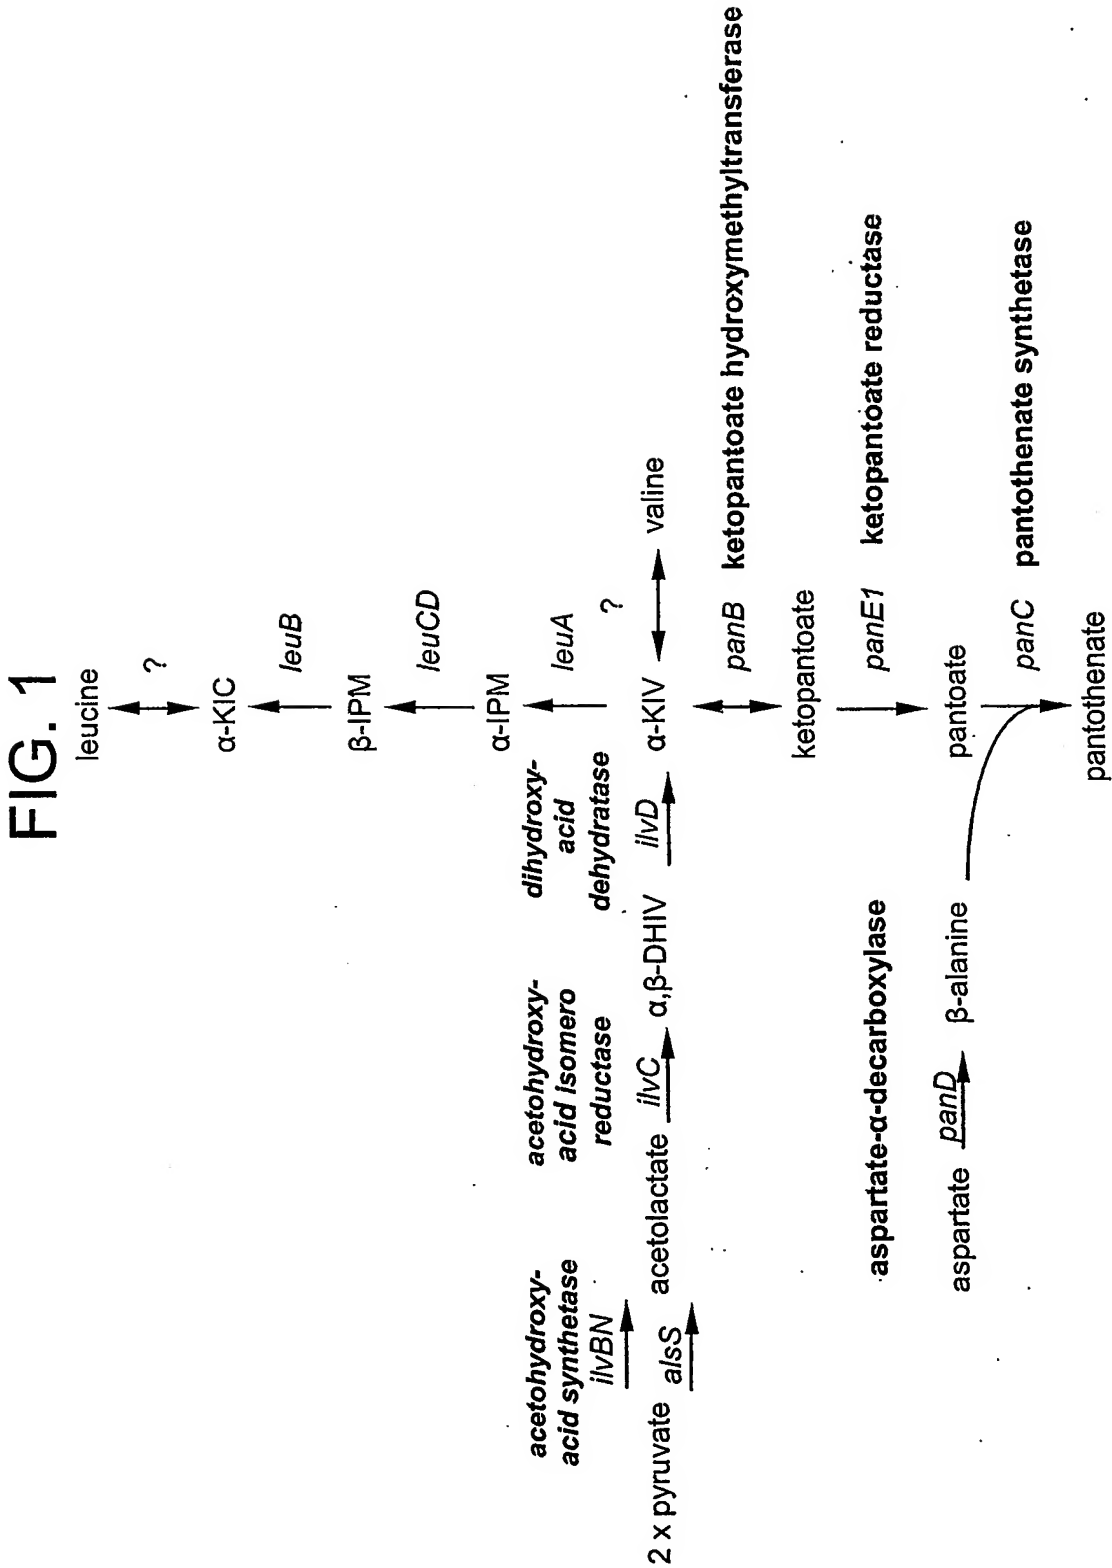 FIG. 1
leucine
?
α-KIC
leuB
β-IPM
leuCD
α-IPM
leuA
acetohydroxy-
acid synthetase
ilvBN
acetohydroxy-
acid isomero
reductase
dihydroxy-
acid
dehydratase
?
2 x pyruvate
alsS
acetolactate
ilvC
α,β-DHIV
ilvD
α-KIV
valine
panB
ketopantoate hydroxymethyltransferase
ketopantoate
panE1
ketopantoate reductase
aspartate-α-decarboxylase
aspartate
panD
β-alanine
pantoate
panC
pantothenate synthetase
pantothenate